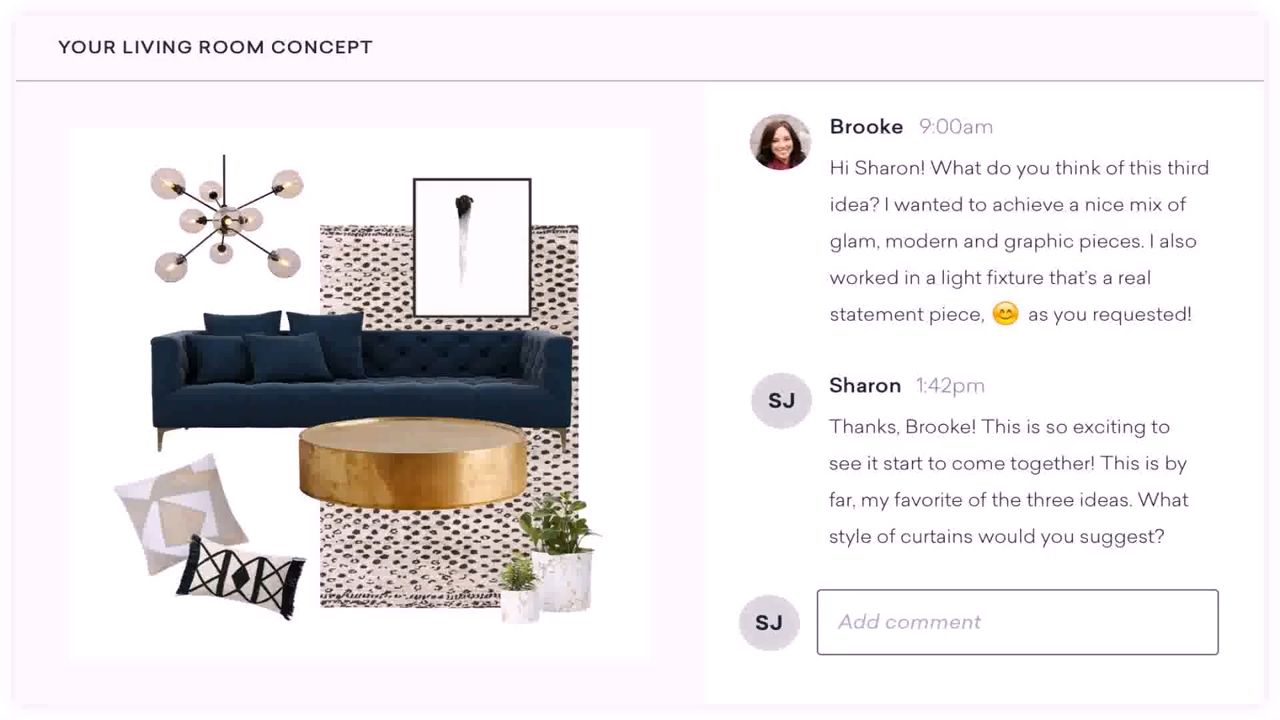 YOUR LIVING ROOM CONCEPT
Brooke 9:00am
Hi Sharon! What do you think of this third
idea? I wanted to achieve a nice mix of
glam, modern and graphic pieces. I also
worked in a light fixture that's a real
statement piece, 😊 as you requested!
SJ
Sharon 1:42pm
Thanks, Brooke! This is so exciting to
see it start to come together! This is by
far, my favorite of the three ideas. What
style of curtains would you suggest?
SJ
Add comment